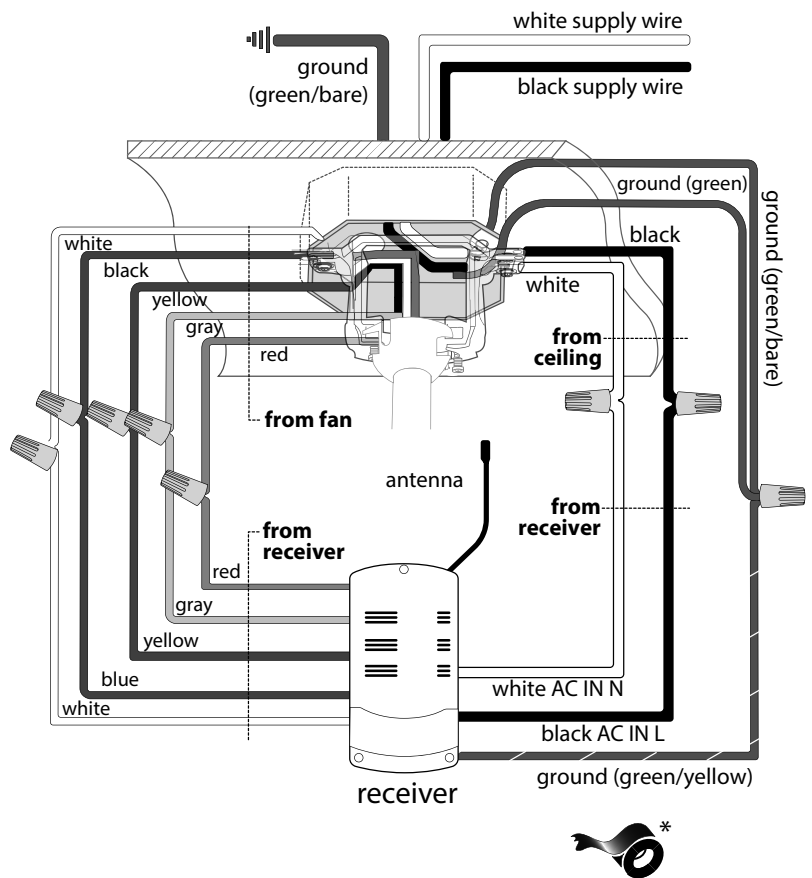 white supply wire
ground
(green/bare)
black supply wire
ground (green)
ground (green/bare)
white
black
black
white
yellow
gray
red
from
ceiling
from fan
antenna
from
receiver
from
receiver
red
gray
yellow
blue
white
white AC IN N
black AC IN L
ground (green/yellow)
receiver
*